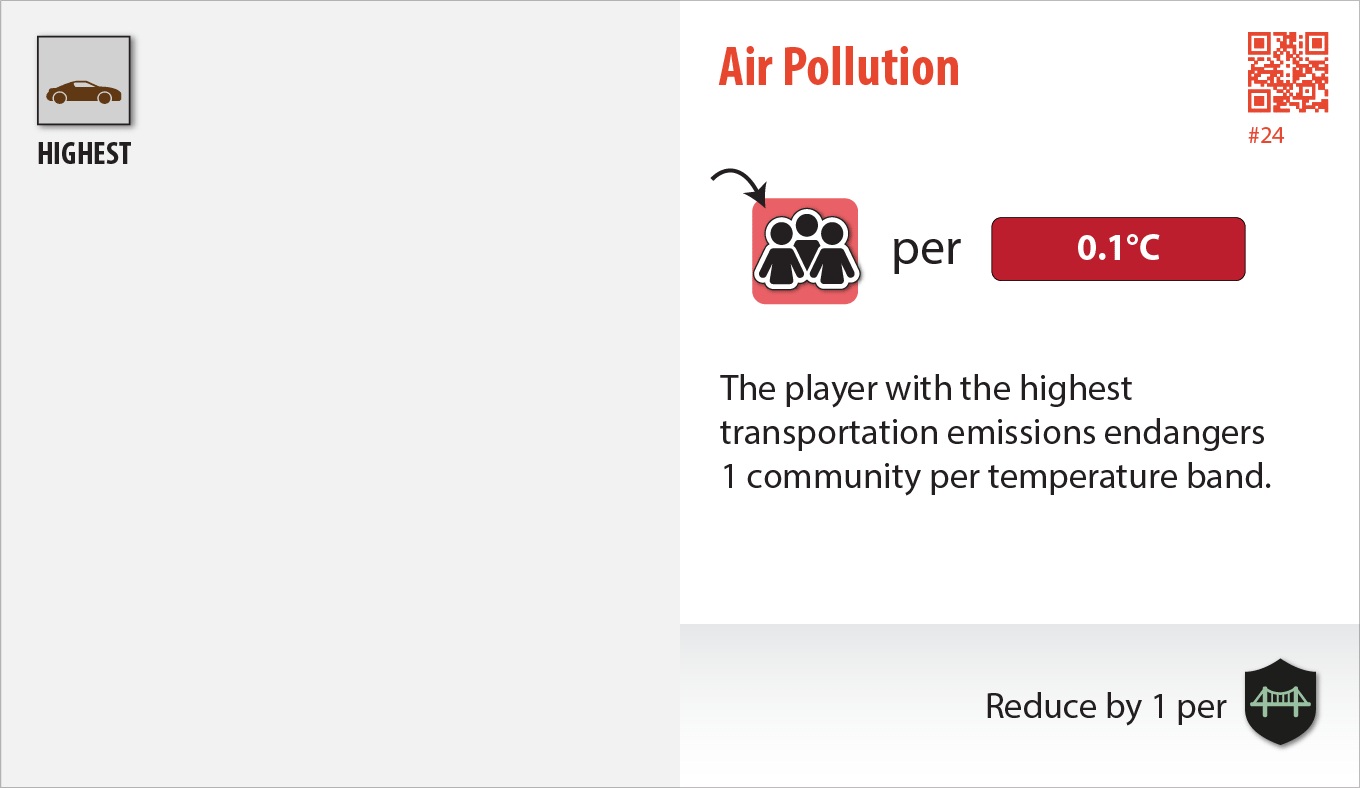 HIGHEST
Air Pollution
#24
per
0.1°C
The player with the highest
transportation emissions endangers
1 community per temperature band.
Reduce by 1 per